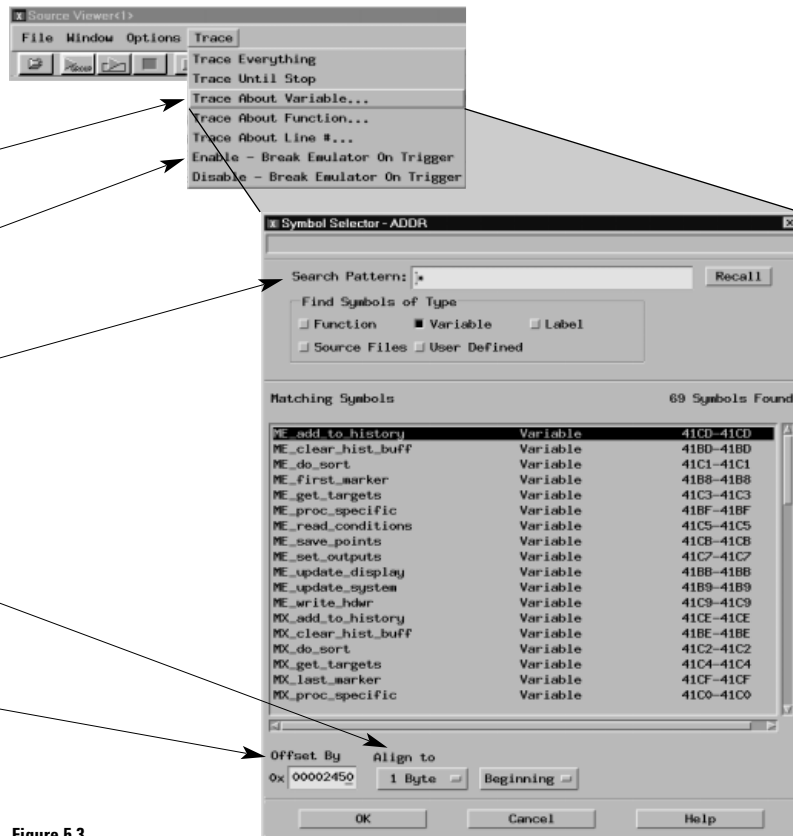 Source Viewer<1>
File Window Options Trace
Trace Everything
Trace Until Stop
Trace About Variable...
Trace About Function...
Trace About Line #...
Enable - Break Emulator On Trigger
Disable - Break Emulator On Trigger
Symbol Selector - ADDR
Search Pattern: * Recall
Find Symbols of Type
Function Variable Label
Source Files User Defined
Matching Symbols 69 Symbols Found
ME_add_to_history Variable 41CD-41CD
ME_clear_hist_buff Variable 41BD-41BD
ME_do_sort Variable 41C1-41C1
ME_first_marker Variable 41B8-41B8
ME_get_targets Variable 41C3-41C3
ME_proc_specific Variable 41BF-41BF
ME_read_conditions Variable 41C5-41C5
ME_save_points Variable 41CB-41CB
ME_set_outputs Variable 41C7-41C7
ME_update_display Variable 41BB-41BB
ME_update_system Variable 41B9-41B9
ME_write_hdwr Variable 41C9-41C9
MX_add_to_history Variable 41CE-41CE
MX_clear_hist_buff Variable 41BE-41BE
MX_do_sort Variable 41C2-41C2
MX_get_targets Variable 41C4-41C4
MX_last_marker Variable 41CF-41CF
MX_proc_specific Variable 41C0-41C0
Offset By Align to
0x 00002450 1 Byte Beginning
OK Cancel Help
Figure 5.3